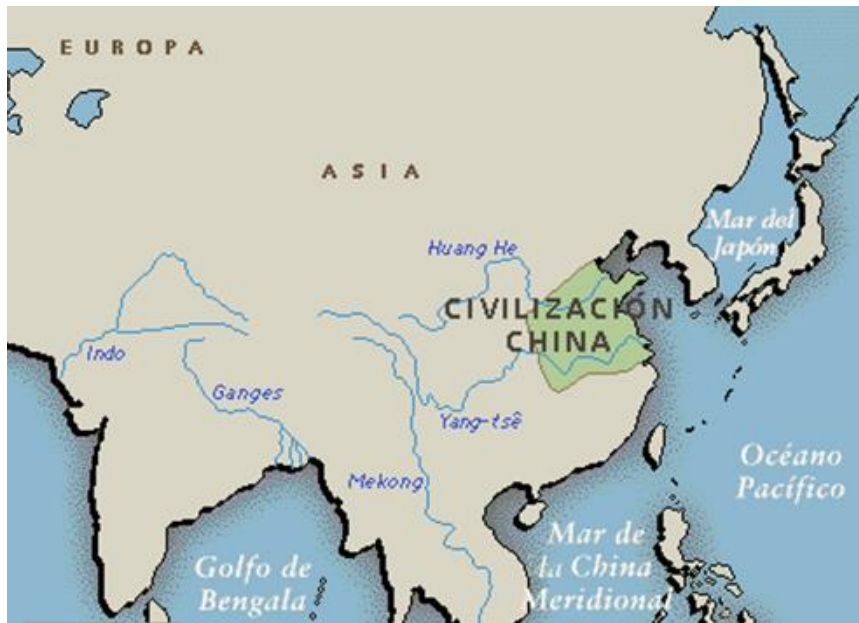 EUROPA
ASIA
Mar del
Japón
Huang He
CIVILIZACIÓN
CHINA
Indo
Ganges
Yang-tsê
Mekong
Océano
Pacífico
Golfo de
Bengala
Mar de
la China
Meridional